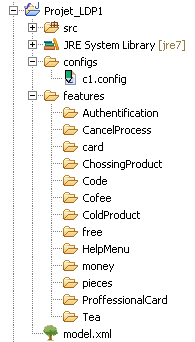 Projet_LDP1
src
JRE System Library [jre7]
configs
c1.config
features
Authentification
CancelProcess
card
ChossingProduct
Code
Cofee
ColdProduct
free
HelpMenu
money
pieces
ProffessionalCard
Tea
model.xml